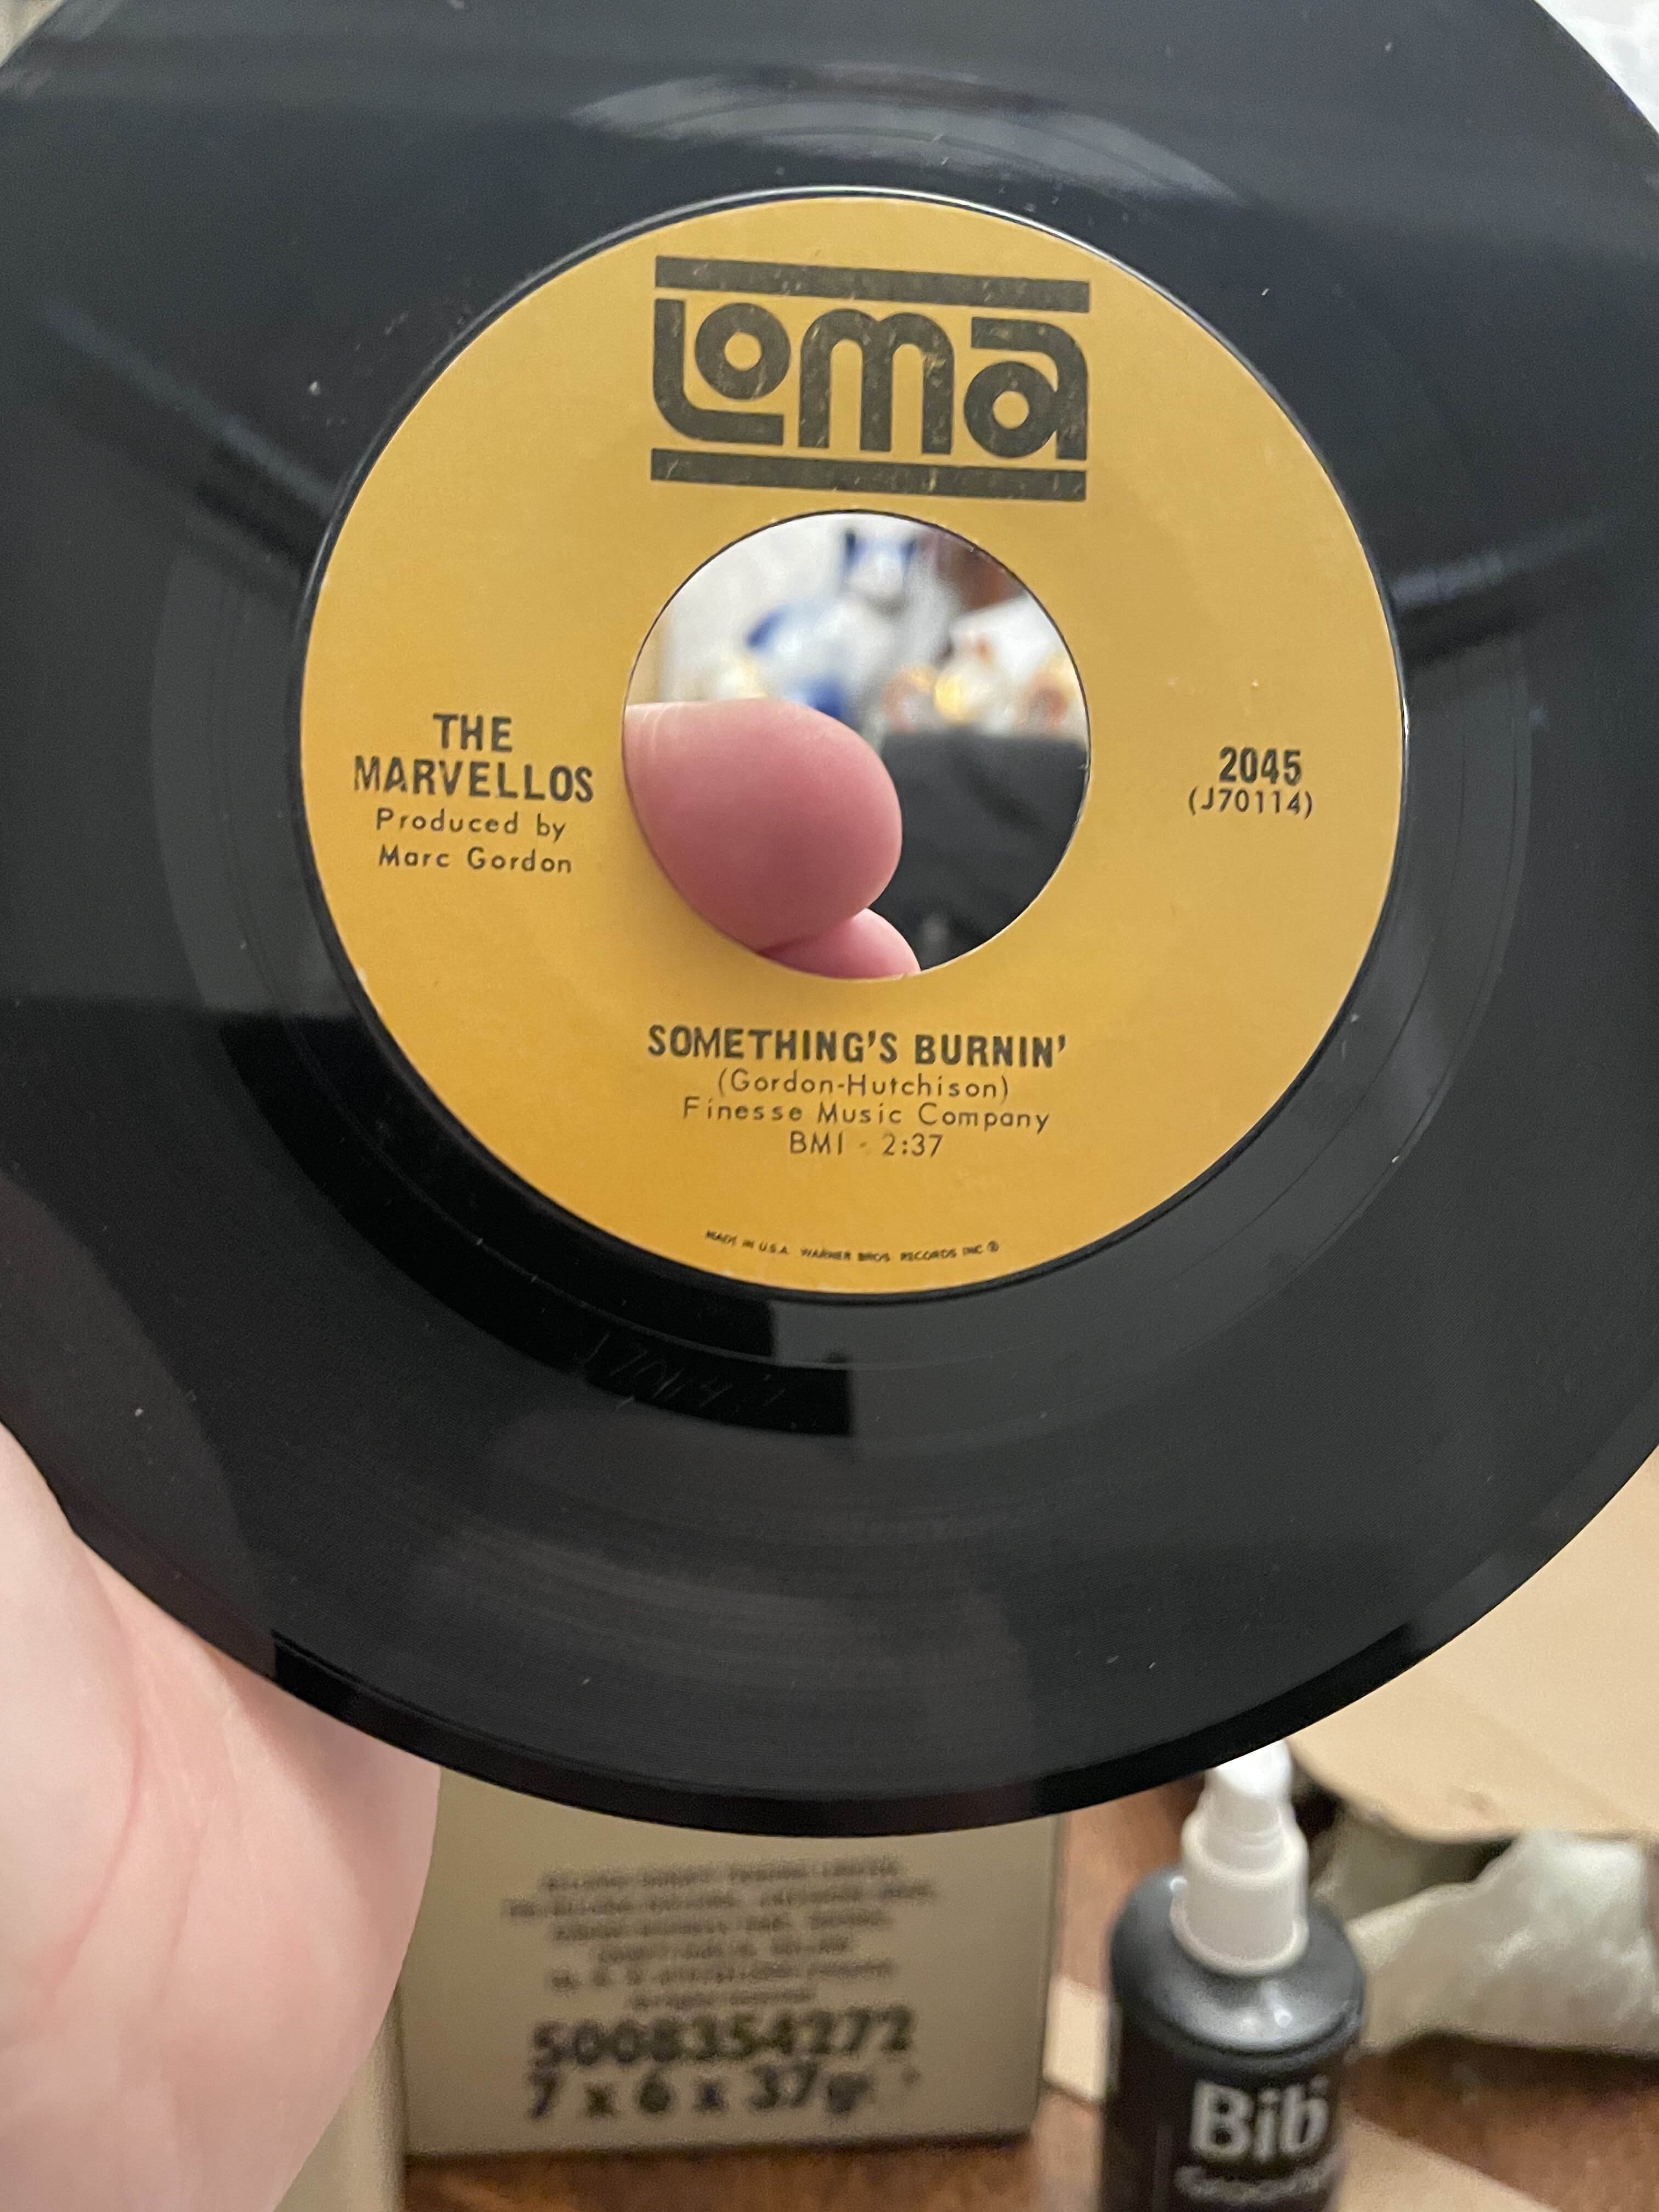 Loma
THE
MARVELLOS
Produced by
Marc Gordon
2045
(J70114)
SOMETHING'S BURNIN'
(Gordon-Hutchison)
Finesse Music Company
BMI - 2:37
MADE IN U.S.A. WARNER BROS. RECORDS INC ®
5008354272
7 x 6 x 37g
Bib